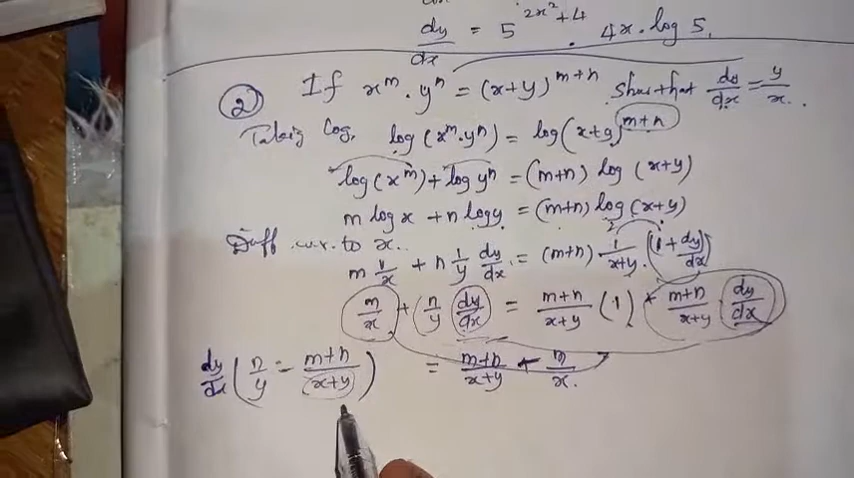 dy/dx = 5^(2x²+4) . 4x . log 5.
② If x^m . y^n = (x+y)^(m+n) Show that dy/dx = y/x.
Taking Log, log(x^m . y^n) = log(x+y)^(m+n)
log(x^m) + log y^n = (m+n) log (x+y)
m log x + n log y = (m+n) log (x+y)
Diff w.r. to x.
m 1/x + n 1/y dy/dx = (m+n) 1/(x+y) . (1 + dy/dx)
m/x + n/y dy/dx = (m+n)/(x+y) (1) + (m+n)/(x+y) dy/dx
dy/dx (n/y - (m+n)/(x+y)) = (m+n)/(x+y) - m/x.